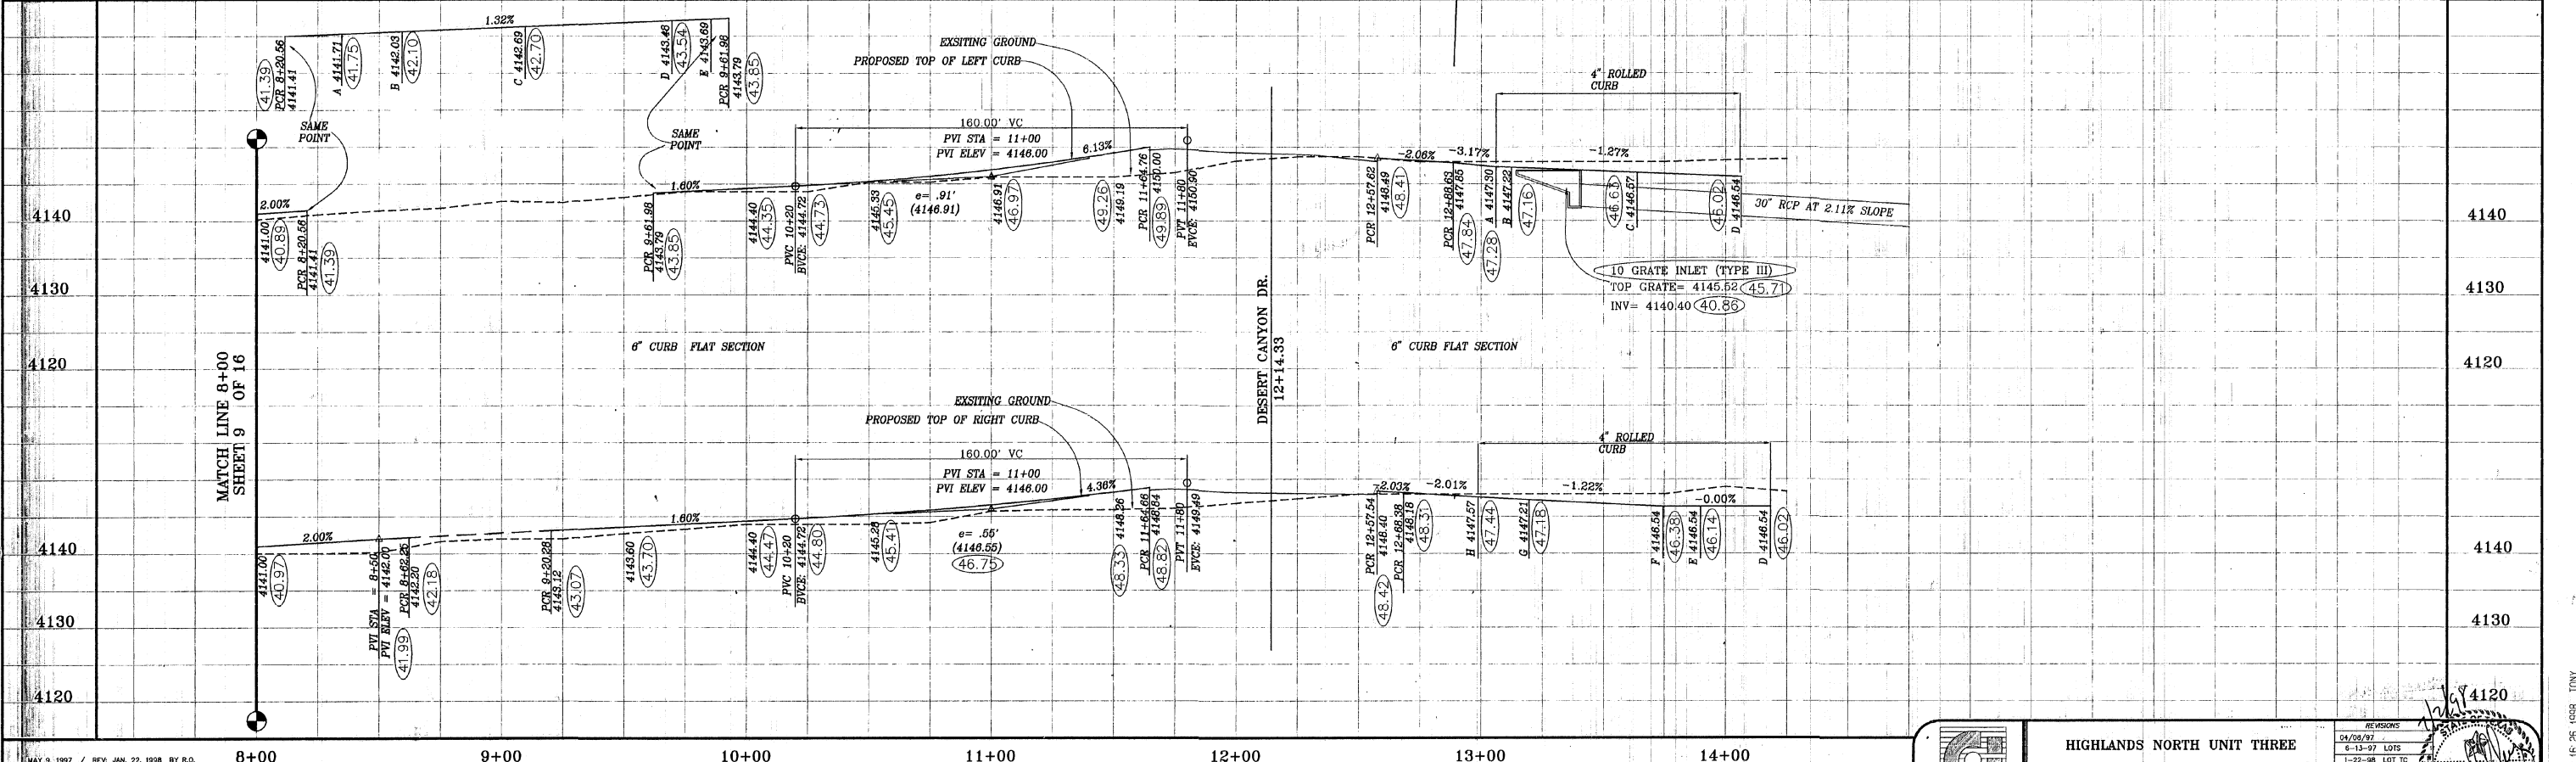 1.32%
41.39
PCR 8+20.56
4141.41
A 4141.71
41.75
B 4142.03
42.10
C 4142.69
42.70
D 4143.48
43.54
E 4143.69
PCR 9+61.98
4143.79
43.85
SAME
POINT
SAME
POINT
EXSITING GROUND
PROPOSED TOP OF LEFT CURB
160.00' VC
PVI STA = 11+00
PVI ELEV = 4146.00
6.13%
4" ROLLED
CURB
-2.06%
-3.17%
-1.27%
2.00%
1.60%
4141.00
40.89
PCR 8+20.56
4141.41
41.39
PCR 9+61.98
4143.79
43.85
4144.40
44.35
PVC 10+20
BVCE: 4144.72
44.73
4145.33
45.45
e= .91'
(4146.91)
4146.91
46.97
49.26
4149.19
PCR 11+64.76
4150.00
49.89
PVT 11+80
EVCE: 4150.90
PCR 12+57.62
4148.49
48.41
PCR 12+88.63
4147.85
47.84
A 4147.30
47.28
B 4147.22
47.16
46.63
C 4146.57
46.02
D 4146.54
30" RCP AT 2.11% SLOPE
10 GRATE INLET (TYPE III)
TOP GRATE= 4145.52 45.71
INV= 4140.40 40.86
4140
4140
4130
4130
4120
4120
MATCH LINE 8+00
SHEET 9 OF 16
6" CURB FLAT SECTION
DESERT CANYON DR.
12+14.33
6" CURB FLAT SECTION
EXSITING GROUND
PROPOSED TOP OF RIGHT CURB
160.00' VC
PVI STA = 11+00
PVI ELEV = 4146.00
4.36%
4" ROLLED
CURB
-2.03%
-2.01%
-1.22%
-0.00%
2.00%
1.60%
4141.00
40.97
PVI STA = 8+50
PVI ELEV = 4142.00
41.99
PCR 8+62.25
4142.20
42.18
PCR 9+20.28
4143.12
43.07
4143.60
43.70
4144.40
44.47
PVC 10+20
BVCE: 4144.72
44.80
4145.28
45.41
e= .55'
(4146.55)
46.75
4148.26
48.33
PCR 11+64.66
4148.84
48.82
PVT 11+80
EVCE: 4149.49
PCR 12+57.54
4148.40
48.42
PCR 12+68.38
4148.18
48.31
H 4147.57
47.44
G 4147.21
47.18
F 4146.54
46.38
E 4146.54
46.14
D 4146.54
46.02
4140
4140
4130
4130
4120
4120
8+00
9+00
10+00
11+00
12+00
13+00
14+00
MAY 9, 1997 / REV: JAN. 22, 1998 BY R.O.
HIGHLANDS NORTH UNIT THREE
REVISIONS
04/08/97
6-13-97 LOTS
1-22-98 LOT TC